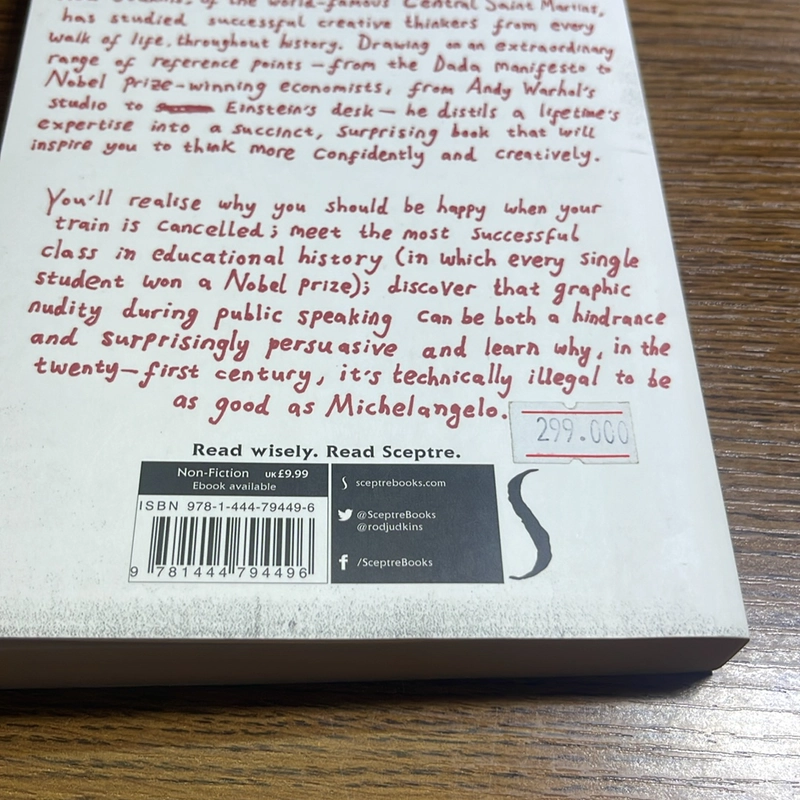 of the world-famous Central Saint Martins,
has studied successful creative thinkers from every
walk of life, throughout history. Drawing on an extraordinary
range of reference points – from the Dada manifesto to
Nobel prize-winning economists, from Andy Warhol's
studio to Einstein's desk – he distils a lifetime's
expertise into a succinct, surprising book that will
inspire you to think more confidently and creatively.
You'll realise why you should be happy when your
train is cancelled; meet the most successful
class in educational history (in which every single
student won a Nobel prize); discover that graphic
nudity during public speaking can be both a hindrance
and surprisingly persuasive and learn why, in the
twenty-first century, it's technically illegal to be
as good as Michelangelo.
299.000
Read wisely. Read Sceptre.
Non-Fiction UK £9.99
Ebook available
ISBN 978-1-444-79449-6
9 781444 794496
sceptrebooks.com
@SceptreBooks
@rodjudkins
/SceptreBooks